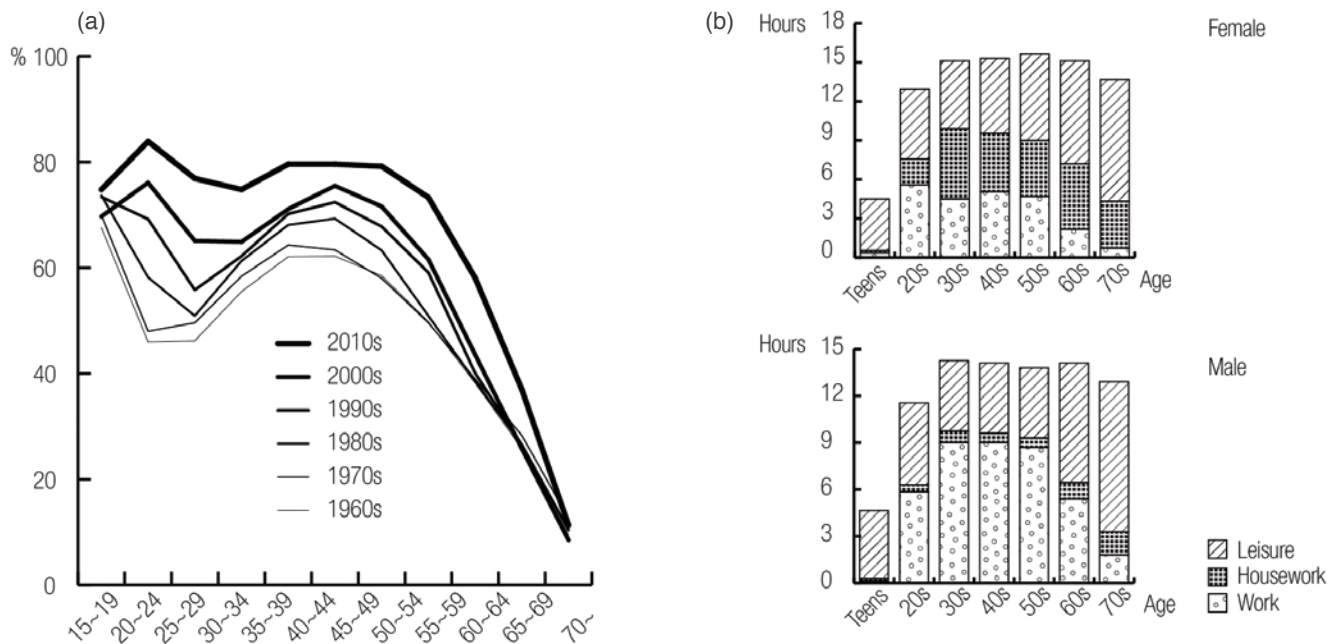 (a)
% 100
80
60
40
20
0
2010s
2000s
1990s
1980s
1970s
1960s
15~19
20~24
25~29
30~34
35~39
40~44
45~49
50~54
55~59
60~64
65~69
70~
(b)
Hours
Female
18
15
12
9
6
3
0
Teens
20s
30s
40s
50s
60s
70s
Age
Hours
Male
15
12
9
6
3
0
Teens
20s
30s
40s
50s
60s
70s
Age
Leisure
Housework
Work